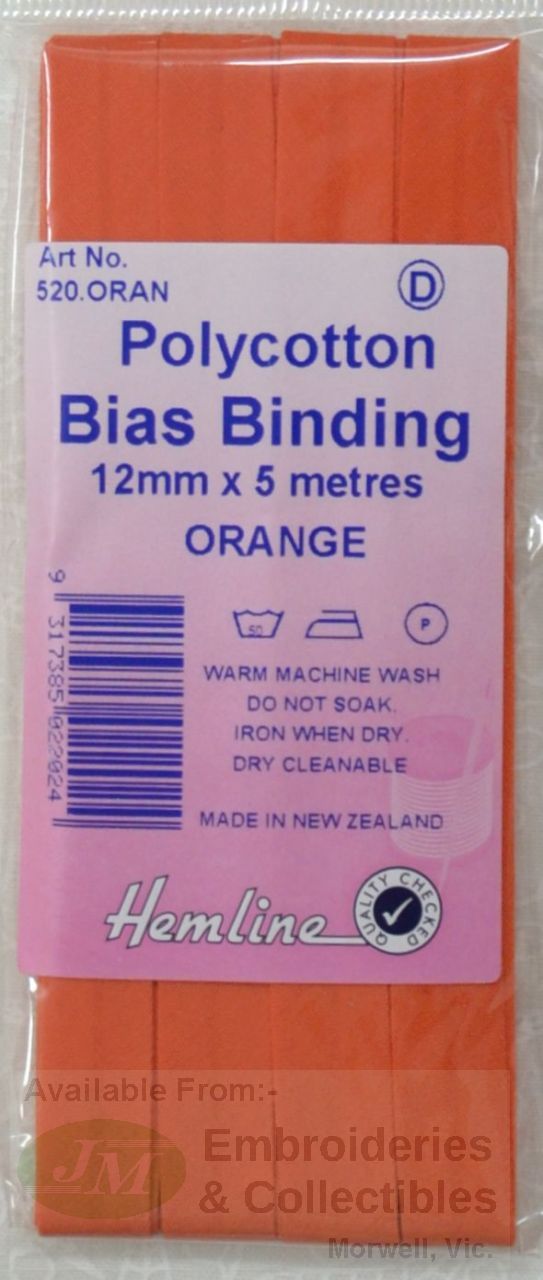 Art No.
520.ORAN
D
Polycotton
Bias Binding
12mm x 5 metres
ORANGE
9 317385 022024
50
P
WARM MACHINE WASH
DO NOT SOAK.
IRON WHEN DRY.
DRY CLEANABLE
MADE IN NEW ZEALAND
Hemline
QUALITY CHECKED
Available From:-
JM
Embroideries
& Collectibles
Morwell, Vic.